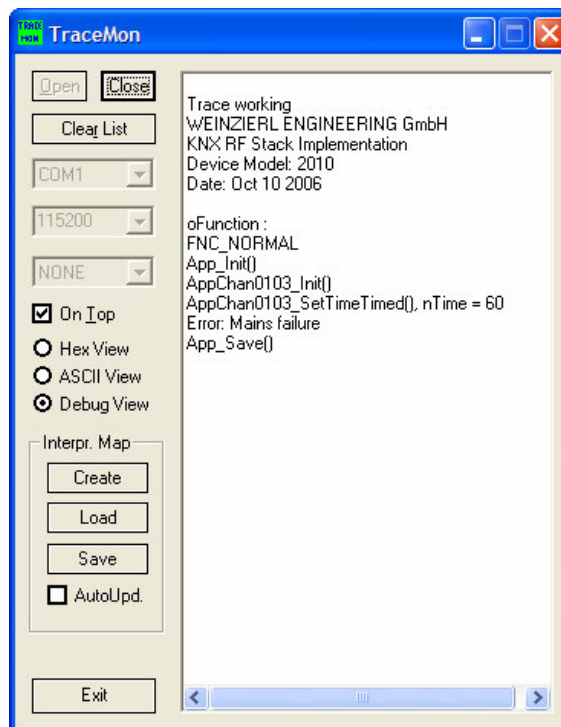 TRACE
MON
TraceMon
Open
Close
Clear List
COM1
115200
NONE
On Top
Hex View
ASCII View
Debug View
Interpr. Map
Create
Load
Save
AutoUpd.
Exit
Trace working
WEINZIERL ENGINEERING GmbH
KNX RF Stack Implementation
Device Model: 2010
Date: Oct 10 2006
oFunction :
FNC_NORMAL
App_Init()
AppChan0103_Init()
AppChan0103_SetTimeTimed(), nTime = 60
Error: Mains failure
App_Save()